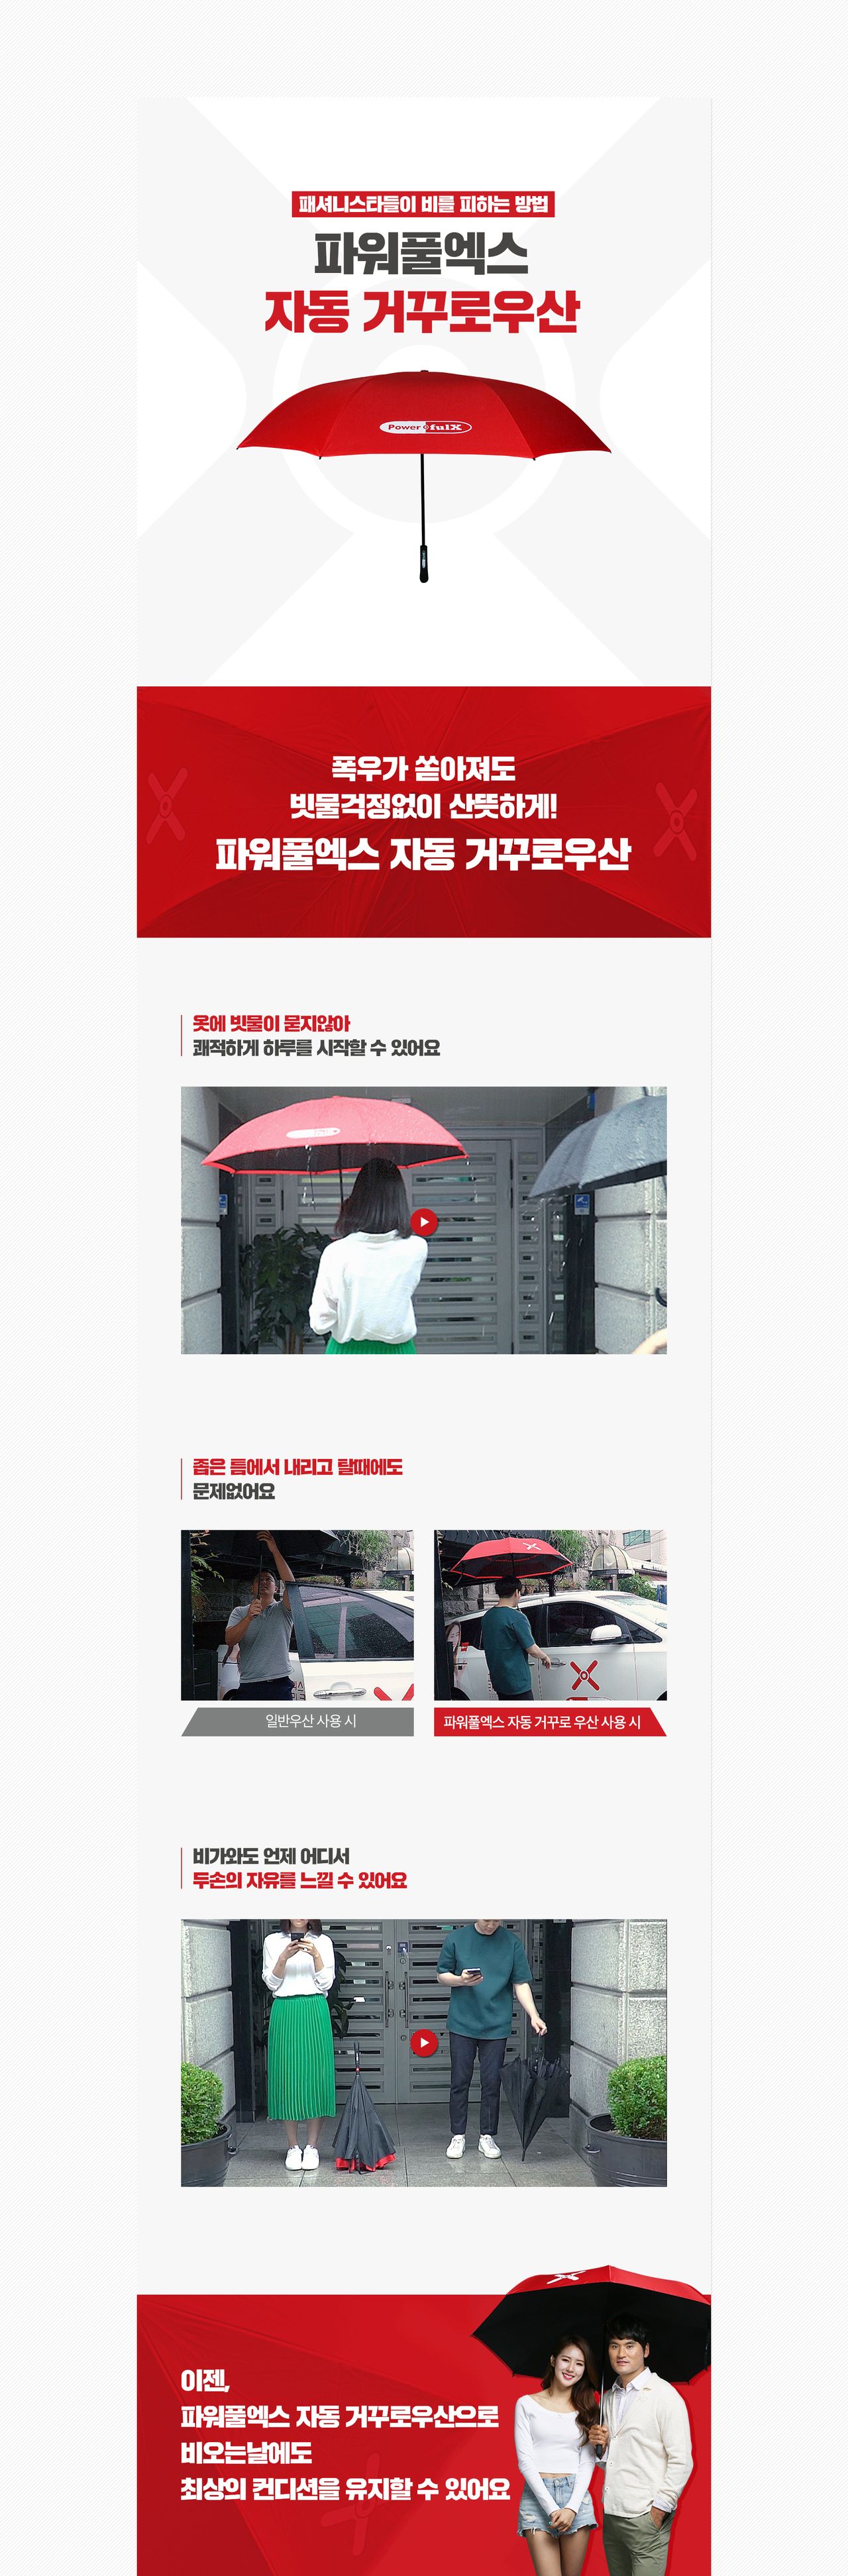 패셔니스타들이 비를 피하는 방법
파워풀엑스
자동 거꾸로우산
Power fulX
폭우가 쏟아져도
빗물걱정없이 산뜻하게!
파워풀엑스 자동 거꾸로우산
옷에 빗물이 묻지않아
쾌적하게 하루를 시작할 수 있어요
좁은 틈에서 내리고 탈때에도
문제없어요
일반우산 사용 시
파워풀엑스 자동 거꾸로 우산 사용 시
비가와도 언제 어디서
두손의 자유를 느낄 수 있어요
이젠,
파워풀엑스 자동 거꾸로우산으로
비오는날에도
최상의 컨디션을 유지할 수 있어요